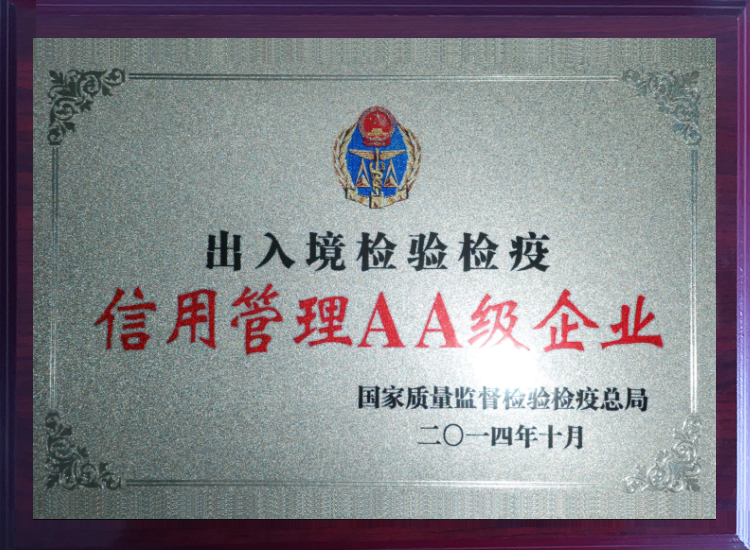 出入境检验检疫
信用管理AA级企业
国家质量监督检验检疫总局
二〇一四年十月